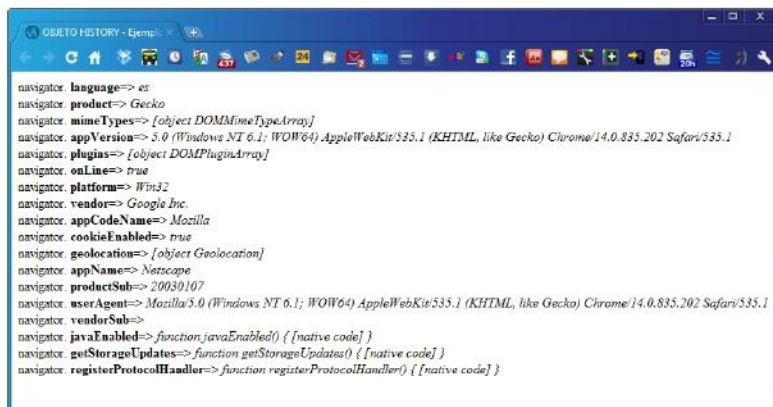 OBJETO HISTORY - Ejemplo
navigator. language=> es
navigator. product=> Gecko
navigator. mimeTypes=> [object DOMMimeTypeArray]
navigator. appVersion=> 5.0 (Windows NT 6.1; WOW64) AppleWebKit/535.1 (KHTML, like Gecko) Chrome/14.0.835.202 Safari/535.1
navigator. plugins=> [object DOMPluginArray]
navigator. onLine=> true
navigator. platform=> Win32
navigator. vendor=> Google Inc.
navigator. appCodeName=> Mozilla
navigator. cookieEnabled=> true
navigator. geolocation=> [object Geolocation]
navigator. appName=> Netscape
navigator. productSub=> 20030107
navigator. userAgent=> Mozilla/5.0 (Windows NT 6.1; WOW64) AppleWebKit/535.1 (KHTML, like Gecko) Chrome/14.0.835.202 Safari/535.1
navigator. vendorSub=>
navigator. javaEnabled=> function javaEnabled() { [native code] }
navigator. getStorageUpdates=> function getStorageUpdates() { [native code] }
navigator. registerProtocolHandler=> function registerProtocolHandler() { [native code] }